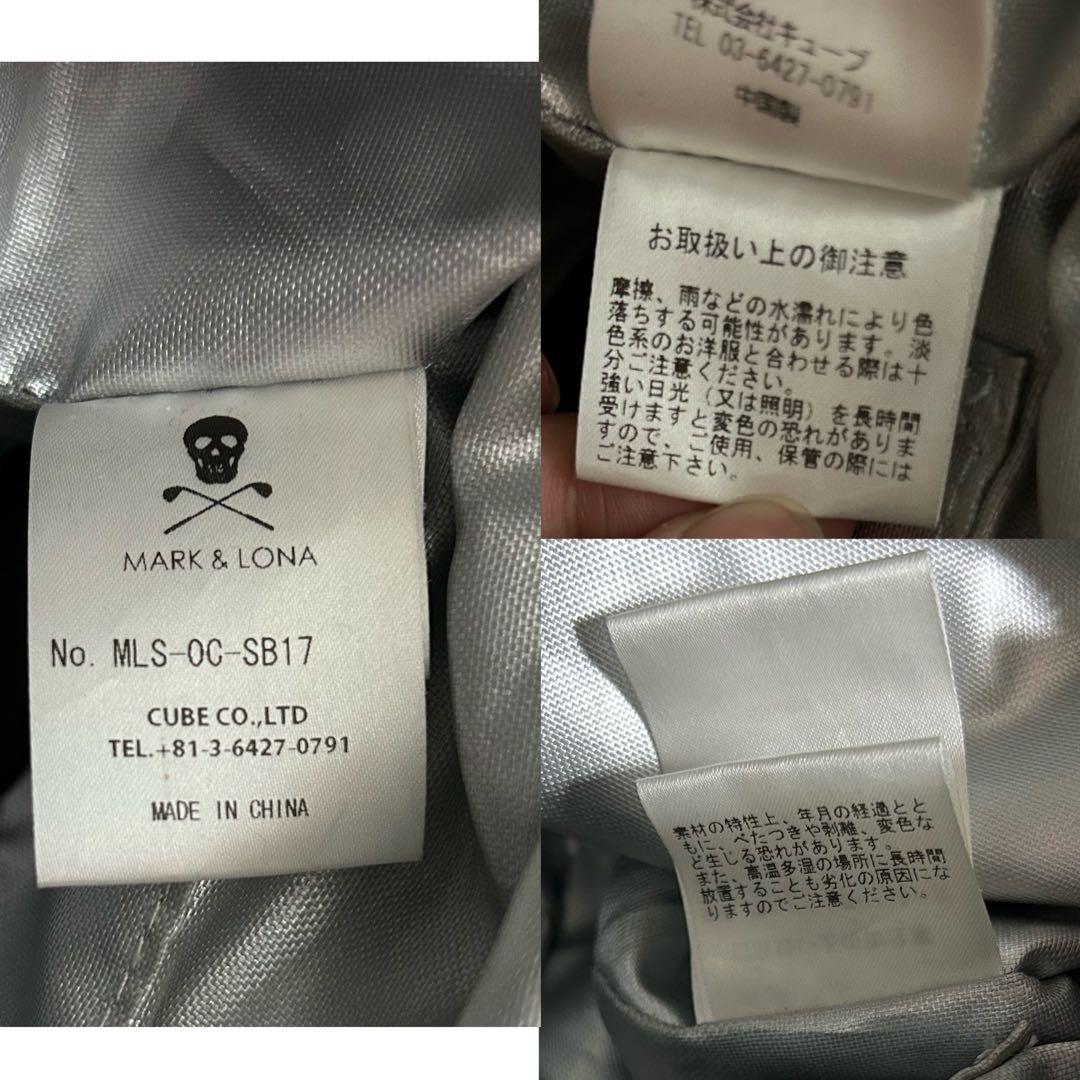 MARK & LONA
No. MLS-OC-SB17
CUBE CO.,LTD
TEL.+81-3-6427-0791
MADE IN CHINA
株式会社キューブ
TEL 03-6427-0791
中国製
お取扱い上の御注意
摩擦、雨などの水濡れにより色
落ちする可能性があります。淡
色系のお洋服と合わせる際は十
分ご注意ください。
強い日光（又は照明）を長時間
受けますと変色の恐れがありま
すので、ご使用、保管の際には
ご注意下さい。
素材の特性上、年月の経過とと
もに、べたつきや剥離、変色な
ど生じる恐れがあります。
また、高温多湿の場所に長時間
放置することも劣化の原因にな
りますのでご注意ください。